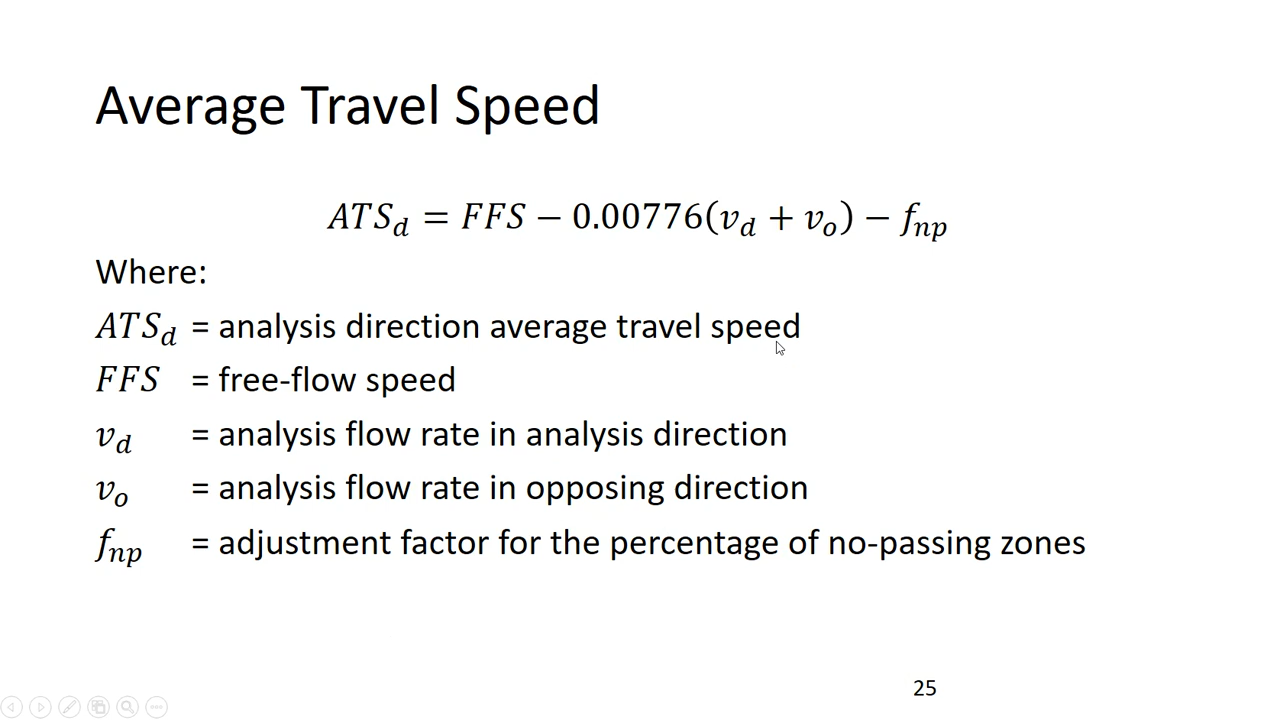 Average Travel Speed
𝐴𝑇𝑆_𝑑 = 𝐹𝐹𝑆 − 0.00776(𝑣_𝑑 + 𝑣_𝑜) − 𝑓_𝑛𝑝
Where:
𝐴𝑇𝑆_𝑑 = analysis direction average travel speed
𝐹𝐹𝑆 = free-flow speed
𝑣_𝑑 = analysis flow rate in analysis direction
𝑣_𝑜 = analysis flow rate in opposing direction
𝑓_𝑛𝑝 = adjustment factor for the percentage of no-passing zones
25